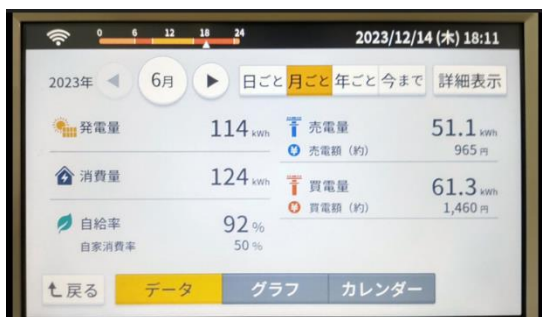 0 6 12 18 24 2023/12/14 (木) 18:11
2023年 6月 日ごと 月ごと 年ごと 今まで 詳細表示
発電量 114 kWh 売電量 51.1 kWh
売電額（約） 965 円
消費量 124 kWh 買電量 61.3 kWh
買電額（約） 1,460 円
自給率 92 %
自家消費率 50 %
戻る データ グラフ カレンダー